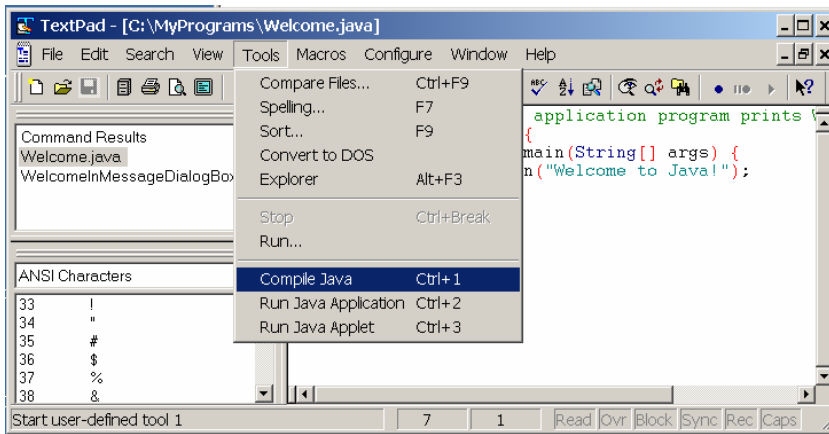 TextPad - [C:\MyPrograms\Welcome.java]
File Edit Search View Tools Macros Configure Window Help
Compare Files... Ctrl+F9
Spelling... F7
Sort... F9
Convert to DOS
Explorer Alt+F3
Stop Ctrl+Break
Run...
Compile Java Ctrl+1
Run Java Application Ctrl+2
Run Java Applet Ctrl+3
Command Results
Welcome.java
WelcomeInMessageDialogBox
ANSI Characters
33 !
34 "
35 #
36 $
37 %
38 &
ABC
application program prints
{
main(String[] args) {
n("Welcome to Java!");
Start user-defined tool 1 7 1 Read Ovr Block Sync Rec Caps